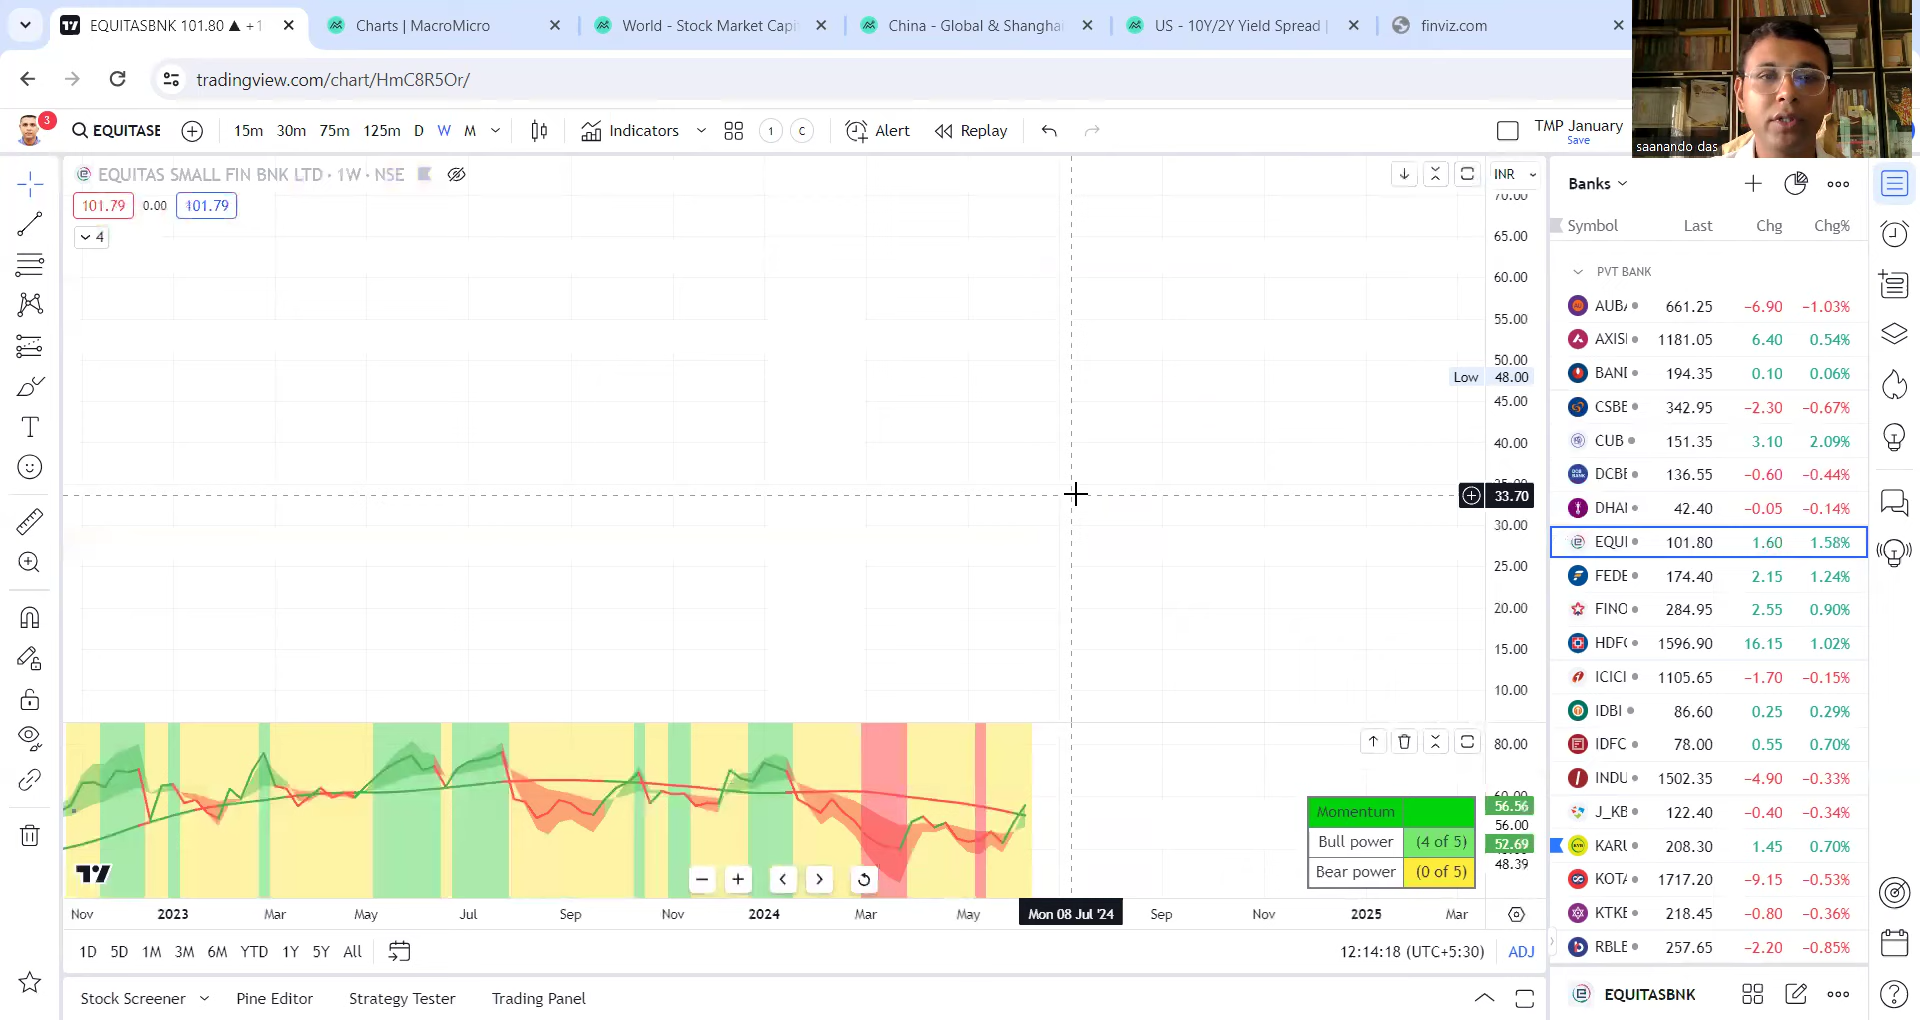 EQUITASBNK 101.80 ▲ +1
Charts | MacroMicro
World - Stock Market Capi
China - Global & Shangha
US - 10Y/2Y Yield Spread |
finviz.com
tradingview.com/chart/HmC8R5Or/
3
EQUITASE
15m 30m 75m 125m D W M
Indicators
1 C
Alert
Replay
TMP January
Save
saanando das
EQUITAS SMALL FIN BNK LTD · 1W · NSE
101.79 0.00 101.79
4
INR
70.00
65.00
60.00
55.00
50.00
Low 48.00
45.00
40.00
33.70
30.00
25.00
20.00
15.00
10.00
80.00
56.56
56.00
52.69
48.39
Momentum
Bull power (4 of 5)
Bear power (0 of 5)
Nov 2023 Mar May Jul Sep Nov 2024 Mar May Mon 08 Jul '24 Sep Nov 2025 Mar
1D 5D 1M 3M 6M YTD 1Y 5Y All
12:14:18 (UTC+5:30) ADJ
Stock Screener Pine Editor Strategy Tester Trading Panel
Banks
Symbol Last Chg Chg%
PVT BANK
AUBA 661.25 −6.90 −1.03%
AXISI 1181.05 6.40 0.54%
BANI 194.35 0.10 0.06%
CSBE 342.95 −2.30 −0.67%
CUB 151.35 3.10 2.09%
DCBE 136.55 −0.60 −0.44%
DHAI 42.40 −0.05 −0.14%
EQUI 101.80 1.60 1.58%
FEDE 174.40 2.15 1.24%
FINO 284.95 2.55 0.90%
HDFC 1596.90 16.15 1.02%
ICICI 1105.65 −1.70 −0.15%
IDBI 86.60 0.25 0.29%
IDFC 78.00 0.55 0.70%
INDU 1502.35 −4.90 −0.33%
J_KB 122.40 −0.40 −0.34%
KARU 208.30 1.45 0.70%
KOTA 1717.20 −9.15 −0.53%
KTKE 218.45 −0.80 −0.36%
RBLE 257.65 −2.20 −0.85%
EQUITASBNK